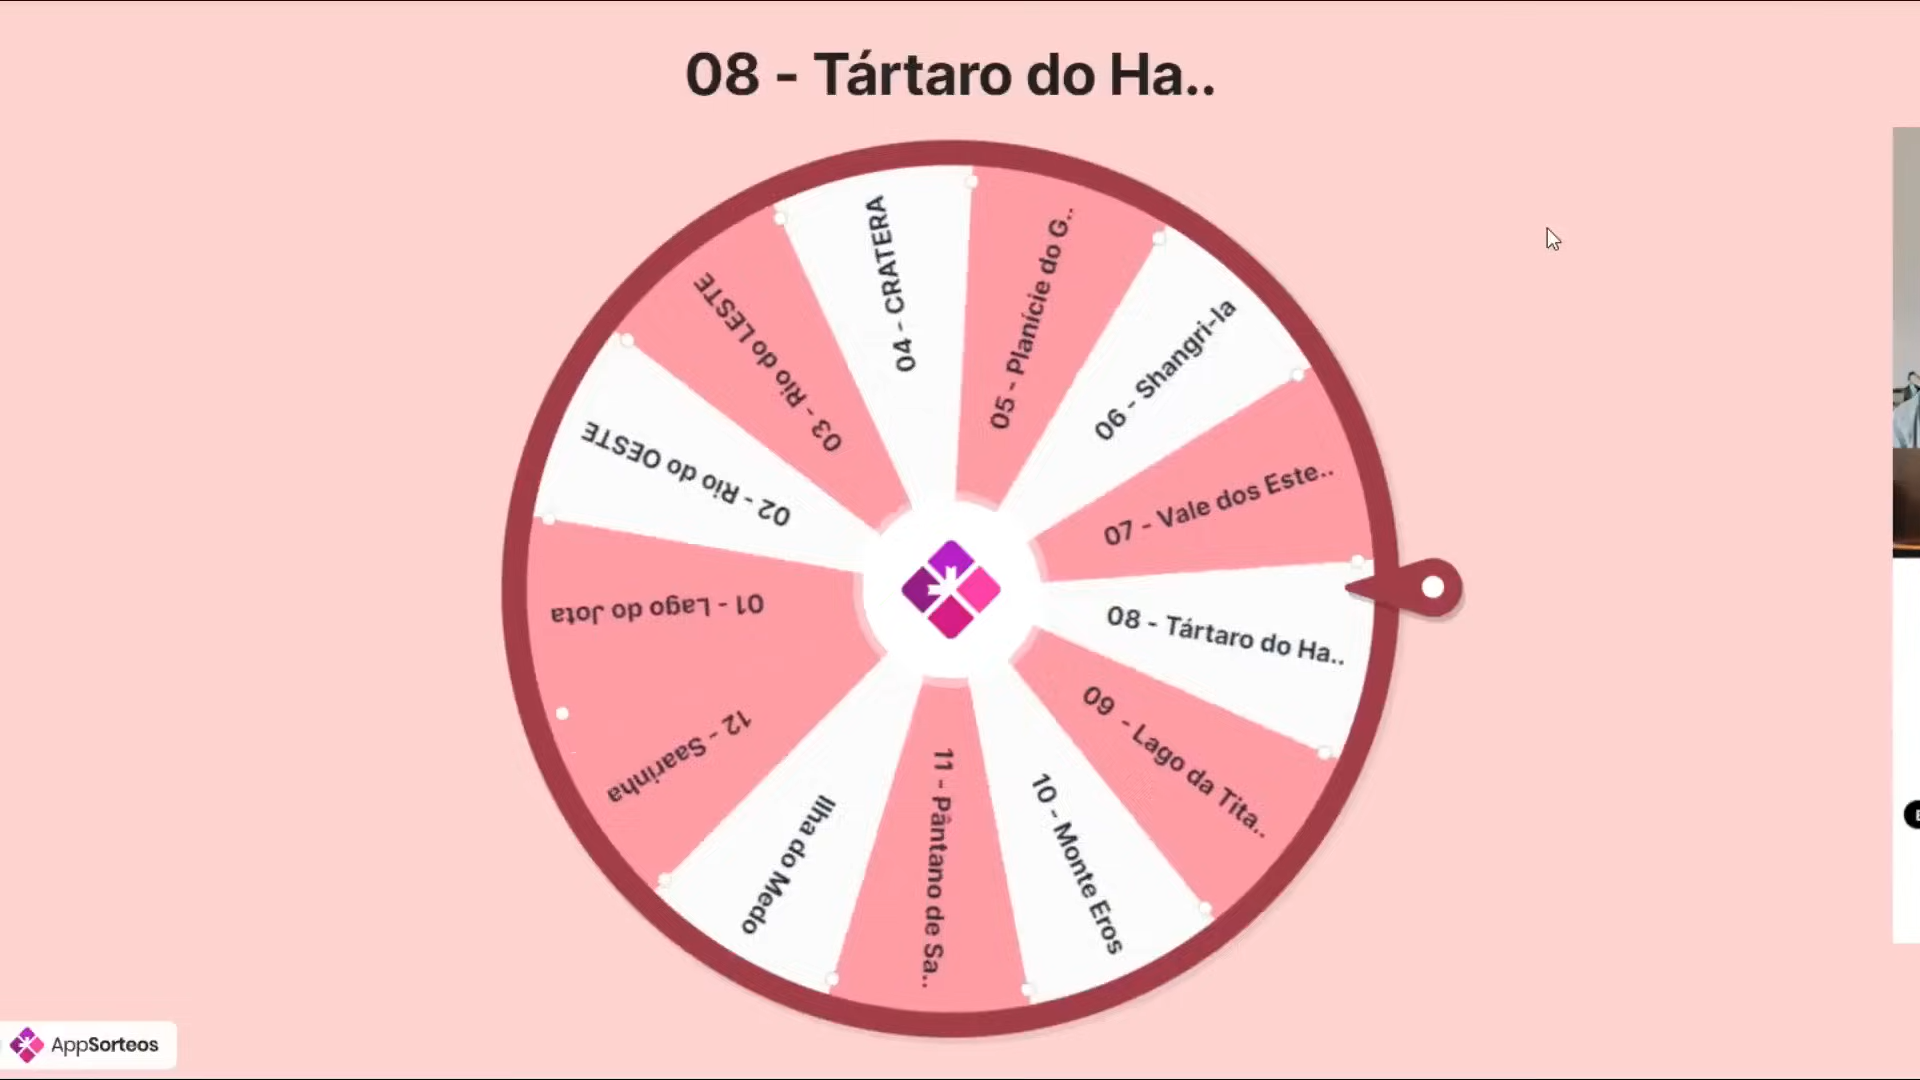 08 - Tártaro do Ha..
01 - Lago do Jota
02 - Rio do OESTE
03 - Rio do LESTE
04 - CRATERA
05 - Planície do G..
06 - Shangri-la
07 - Vale dos Este..
08 - Tártaro do Ha..
09 - Lago da Tita..
10 - Monte Eros
11 - Pântano de Sa..
Ilha do Medo
12 - Saarinha
AppSorteos